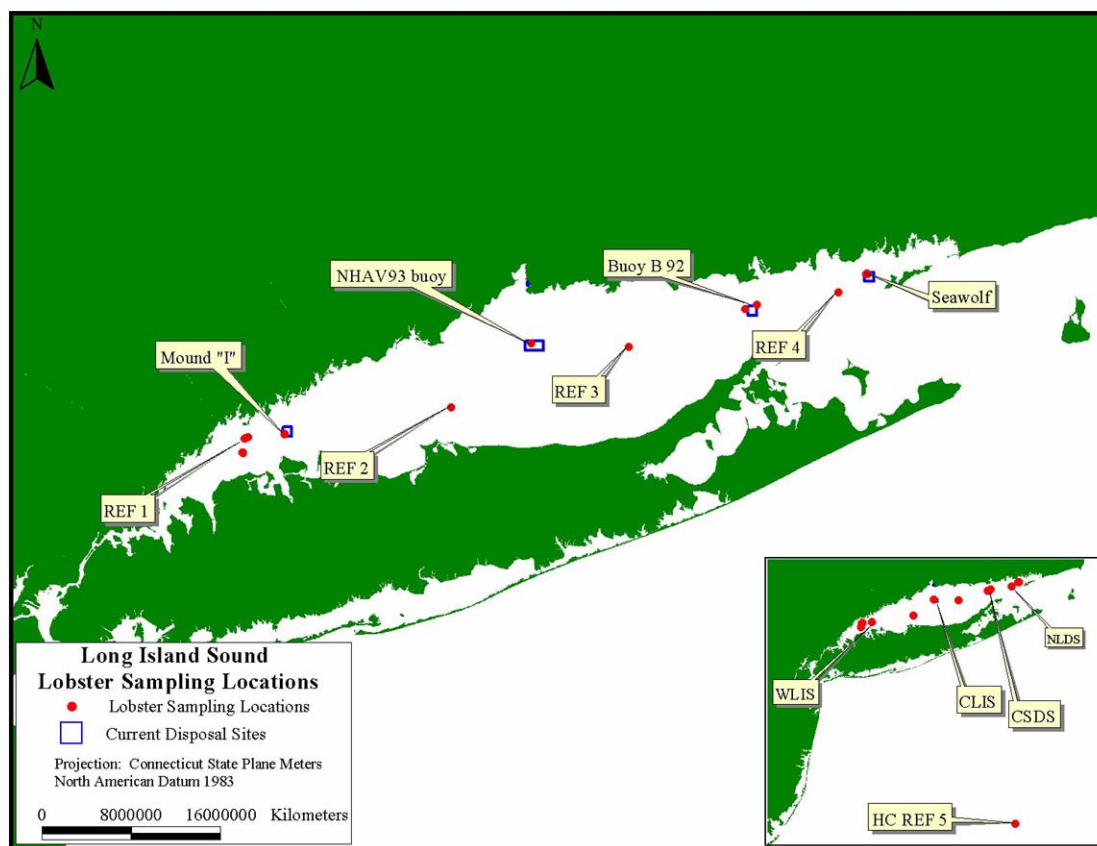 N
NHAV93 buoy
Buoy B 92
Seawolf
Mound "I"
REF 4
REF 3
REF 2
REF 1
Long Island Sound
Lobster Sampling Locations
Lobster Sampling Locations
Current Disposal Sites
Projection: Connecticut State Plane Meters
North American Datum 1983
0 8000000 16000000 Kilometers
NLDS
WLIS
CLIS
CSDS
HC REF 5